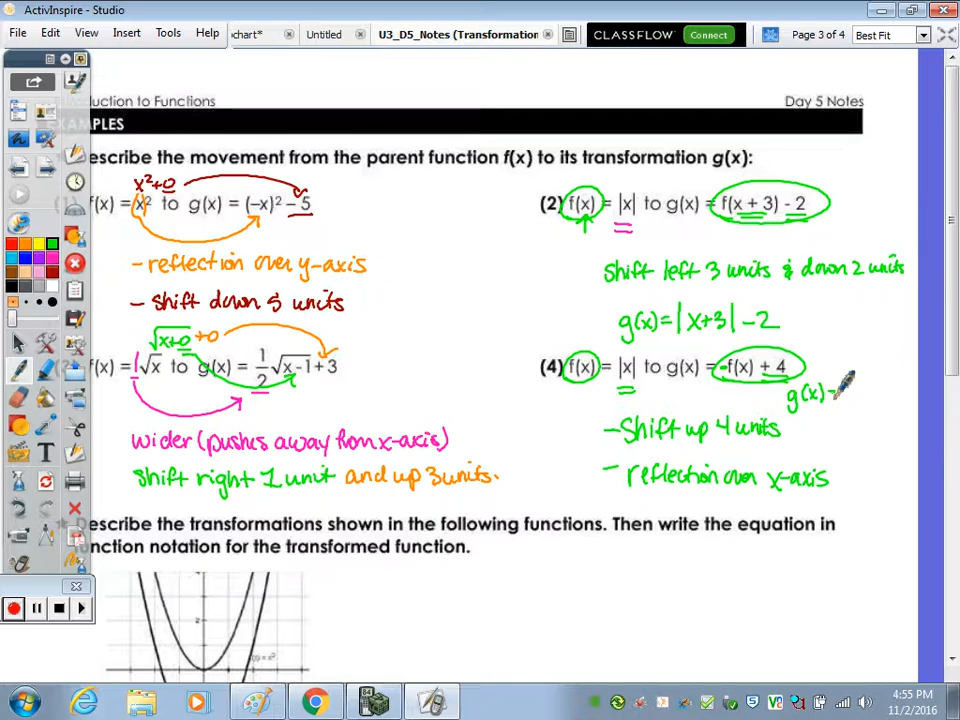 ActivInspire - Studio
File Edit View Insert Tools Help
chart* Untitled U3_D5_Notes (Transformation CLASSFLOW Connect Page 3 of 4 Best Fit
duction to Functions Day 5 Notes
EXAMPLES
escribe the movement from the parent function f(x) to its transformation g(x):
x²+0
f(x) = x² to g(x) = (-x)² - 5
(2) f(x) = |x| to g(x) = f(x + 3) - 2
- reflection over y-axis
- shift down 5 units
shift left 3 units & down 2 units
g(x) = |x+3| - 2
√x+0 +0
f(x) = 1√x to g(x) = 1/2 √x - 1 + 3
(4) f(x) = |x| to g(x) = -f(x) + 4
g(x) -
wider (pushes away from x-axis)
shift right 1 unit and up 3 units.
- Shift up 4 units
- reflection over x-axis
escribe the transformations shown in the following functions. Then write the equation in
unction notation for the transformed function.
2
4:55 PM
11/2/2016